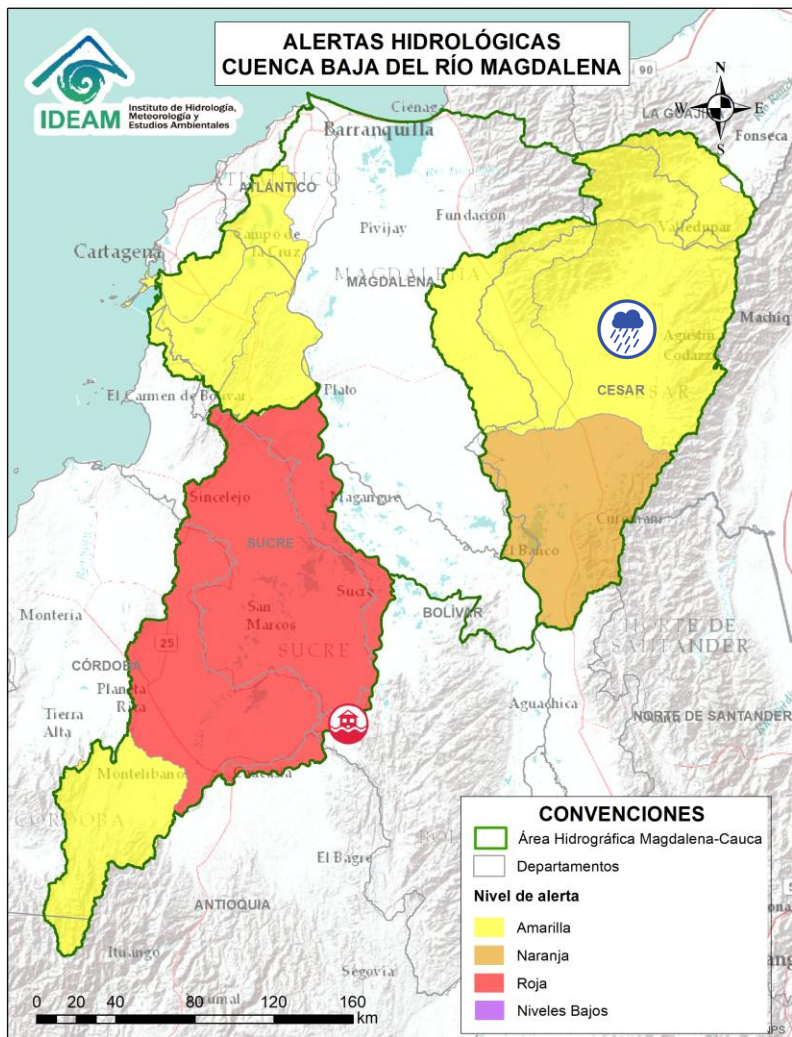 ALERTAS HIDROLÓGICAS
CUENCA BAJA DEL RÍO MAGDALENA
IDEAM
Instituto de Hidrología,
Meteorología y
Estudios Ambientales
N
W E
S
90
Ciénaga
LA GUAJIRA
Barranquilla
Fonseca
ATLÁNTICO
Fundación
Pivijay
Campo de
la Cruz
Valledupar
Cartagena
MAGDALENA
MAGDALENA
Machiq
Agustín
Codazzi
CESAR
Plato
El Carmen de Bolívar
Sincelejo
Magangue
Curumaní
SUCRE
El Banco
Sucre
San
Marcos
BOLÍVAR
Montería
NORTE DE
SANTANDER
25
SUCRE
CÓRDOBA
Planeta
Rica
Aguachica
Tierra
Alta
NORTE DE SANTANDER
Montelibano
CÓRDOBA
El Bagre
ANTIOQUIA
Ituango
Segovia
CONVENCIONES
Área Hidrográfica Magdalena-Cauca
Departamentos
Nivel de alerta
Amarilla
Naranja
Roja
Niveles Bajos
0 20 40 80 120 160
km